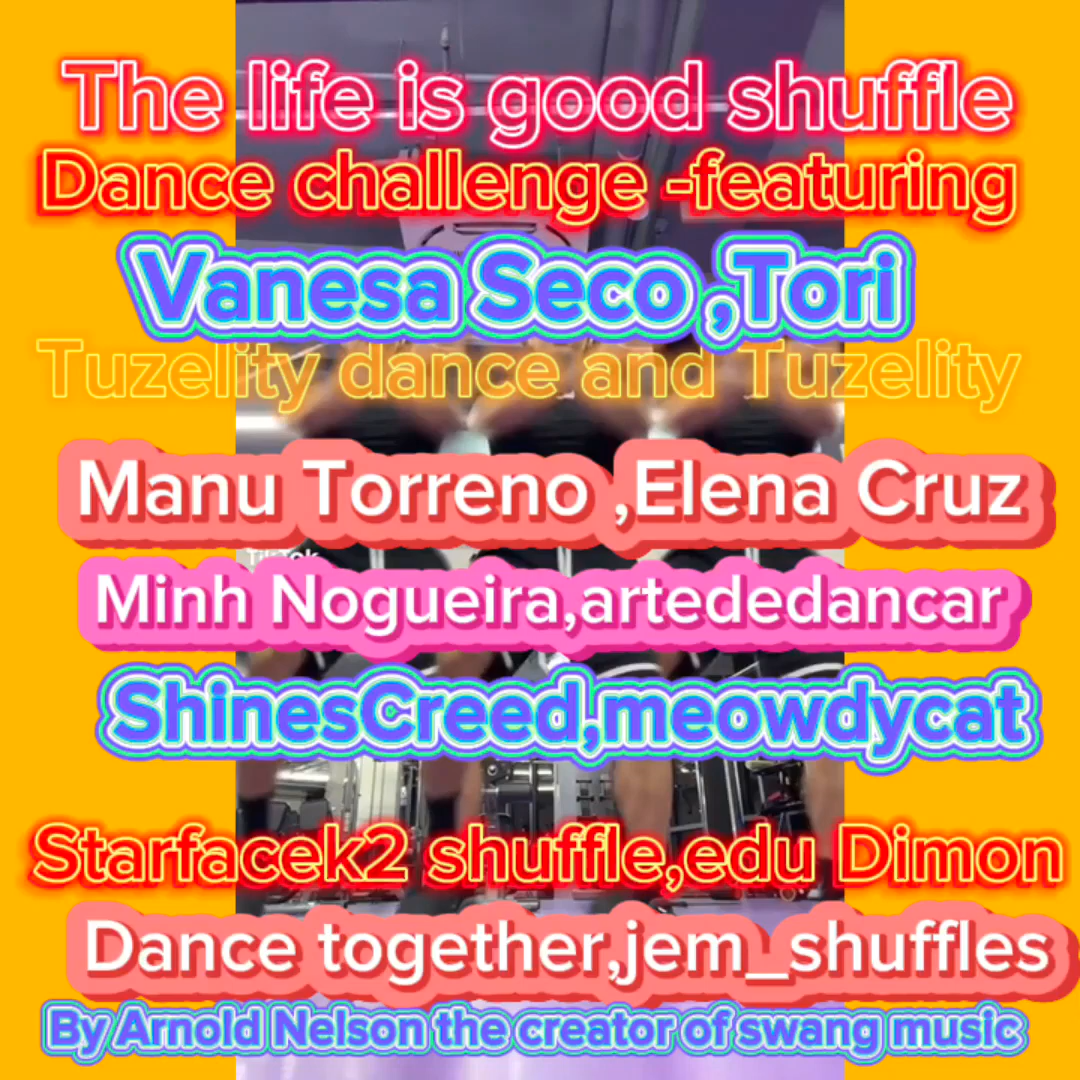 The life is good shuffle
Dance challenge -featuring
Vanesa Seco ,Tori
Tuzelity dance and Tuzelity
Manu Torreno ,Elena Cruz
TikTok
Minh Nogueira,artededancar
ShinesCreed,meowdycat
Starfacek2 shuffle,edu Dimon
Dance together,jem_shuffles
By Arnold Nelson the creator of swang music